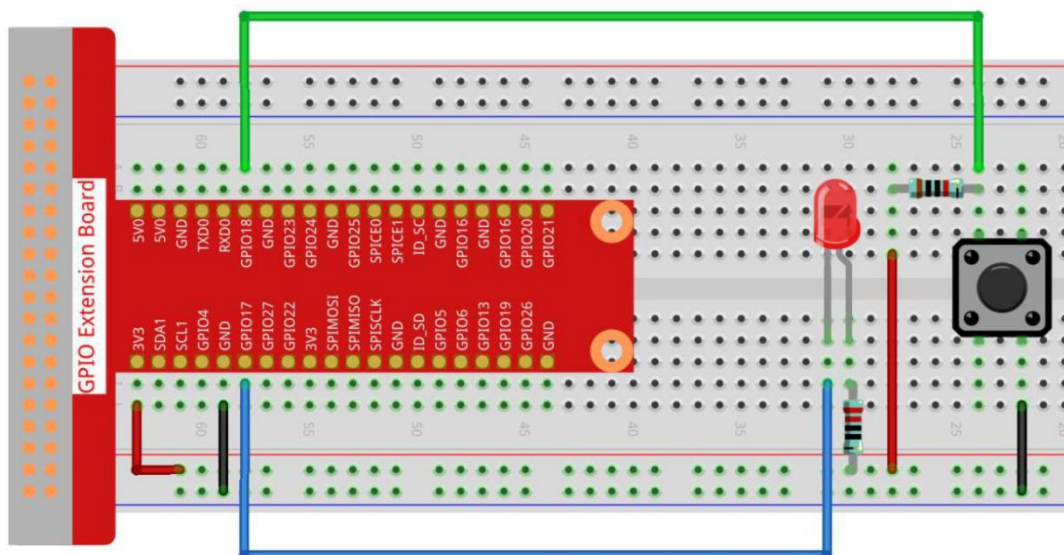 GPIO Extension Board
60
55
50
45
40
35
30
25
5V0
5V0
GND
TXD0
RXD0
GPIO18
GND
GPIO23
GPIO24
GND
GPIO25
SPICE0
SPICE1
ID_SC
GND
GPIO16
GND
GPIO16
GPIO20
GPIO21
3V3
SDA1
SCL1
GPIO4
GND
GPIO17
GPIO27
GPIO22
3V3
SPIMOSI
SPIMISO
SPISCLK
GND
ID_SD
GPIO5
GPIO6
GPIO13
GPIO19
GPIO26
GND
60
55
50
45
40
35
25